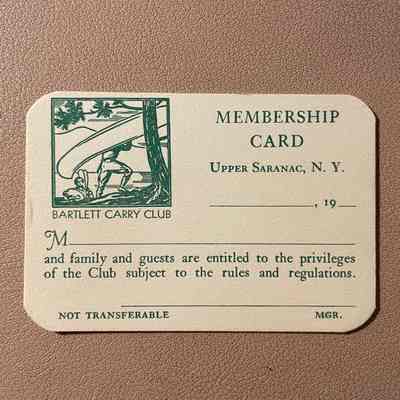 MEMBERSHIP
CARD
UPPER SARANAC, N. Y.
, 19
BARTLETT CARRY CLUB
M
and family and guests are entitled to the privileges
of the Club subject to the rules and regulations.
NOT TRANSFERABLE MGR.